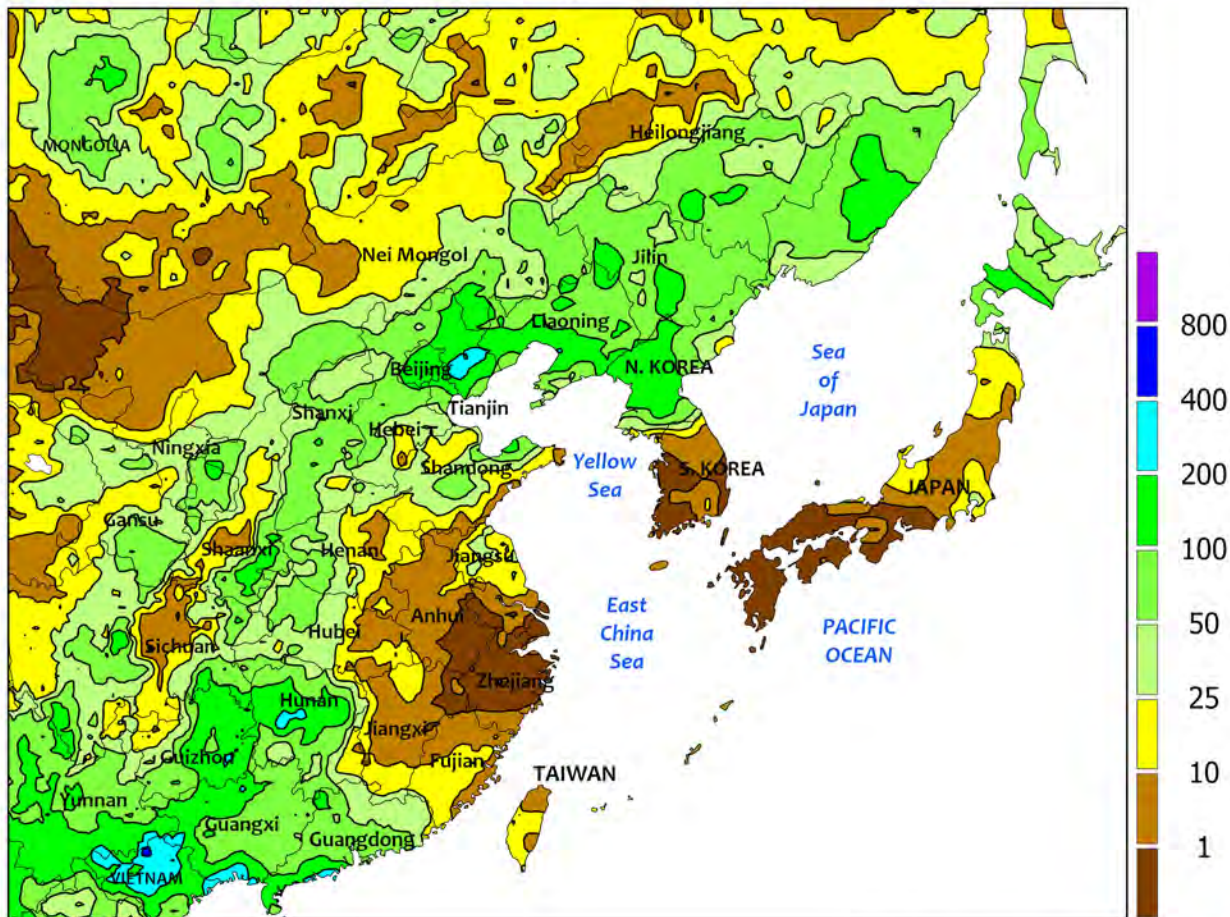 MONGOLIA
Heilongjiang
Nei Mongol
Jilin
Liaoning
Beijing
N. KOREA
Sea
of
Japan
Shanxi
Tianjin
Hebei
Ningxia
Shandong
Yellow
Sea
S. KOREA
JAPAN
Gansu
Shaanxi
Henan
Jiangsu
Anhui
East
China
Sea
PACIFIC
OCEAN
Sichuan
Hubei
Zhejiang
Hunan
Jiangxi
Guizhou
Fujian
TAIWAN
Yunnan
Guangxi
Guangdong
VIETNAM
800
400
200
100
50
25
10
1